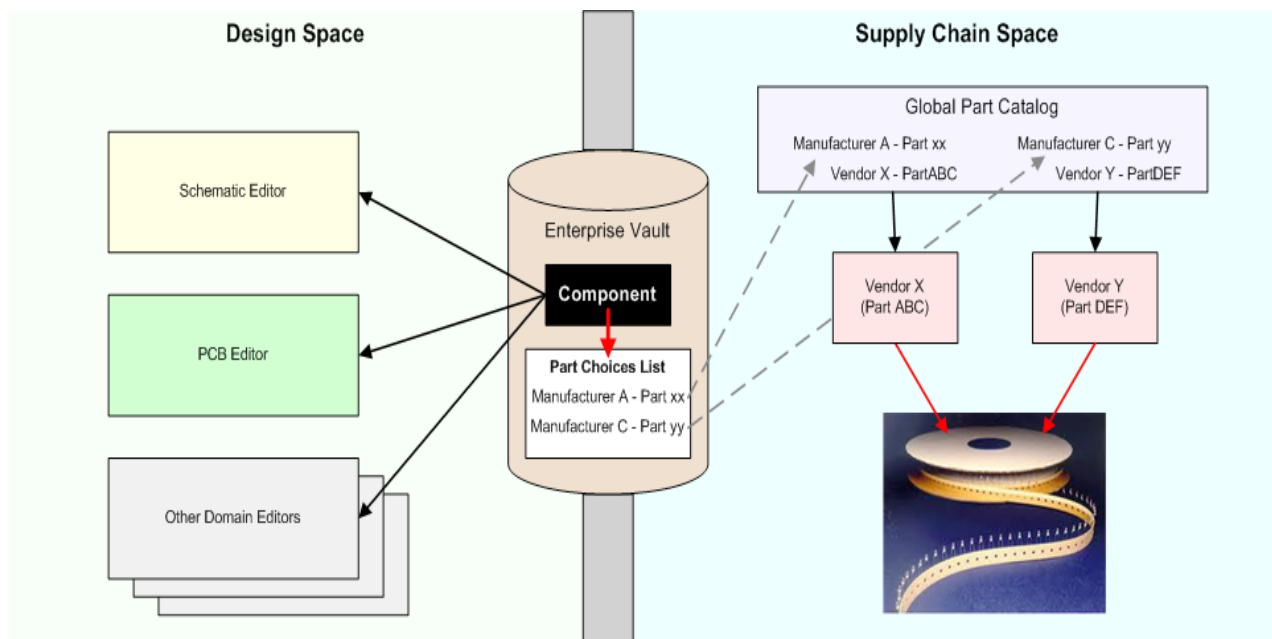 Design Space
Supply Chain Space
Schematic Editor
PCB Editor
Other Domain Editors
Enterprise Vault
Component
Part Choices List
Manufacturer A - Part xx
Manufacturer C - Part yy
Global Part Catalog
Manufacturer A - Part xx
Vendor X - PartABC
Manufacturer C - Part yy
Vendor Y - PartDEF
Vendor X
(Part ABC)
Vendor Y
(Part DEF)